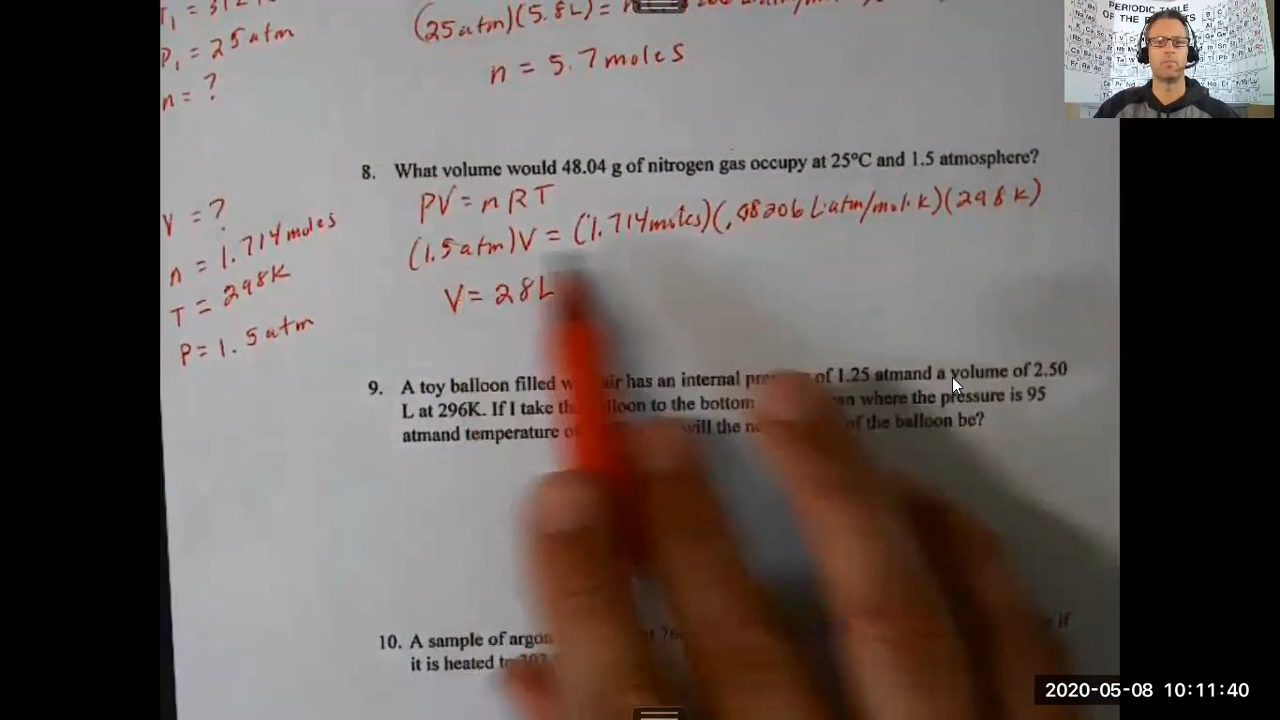 T₁ = 312 K
(25 atm)(5.8L) =
P₁ = 25 atm
n = 5.7 moles
n = ?
PERIODIC TABLE
OF THE
8. What volume would 48.04 g of nitrogen gas occupy at 25°C and 1.5 atmosphere?
PV = nRT
V = ?
(1.5 atm)V = (1.714 moles)(.08206 L·atm/mol·K)(298 K)
n = 1.714 moles
V = 28L
T = 298K
P = 1.5 atm
9. A toy balloon filled air has an internal of 1.25 atmand a volume of 2.50
L at 296K. If I take to the bottom where the pressure is 95
atmand temperature will the of the balloon be?
10. A sample of
it is heated
if
2020-05-08 10:11:40